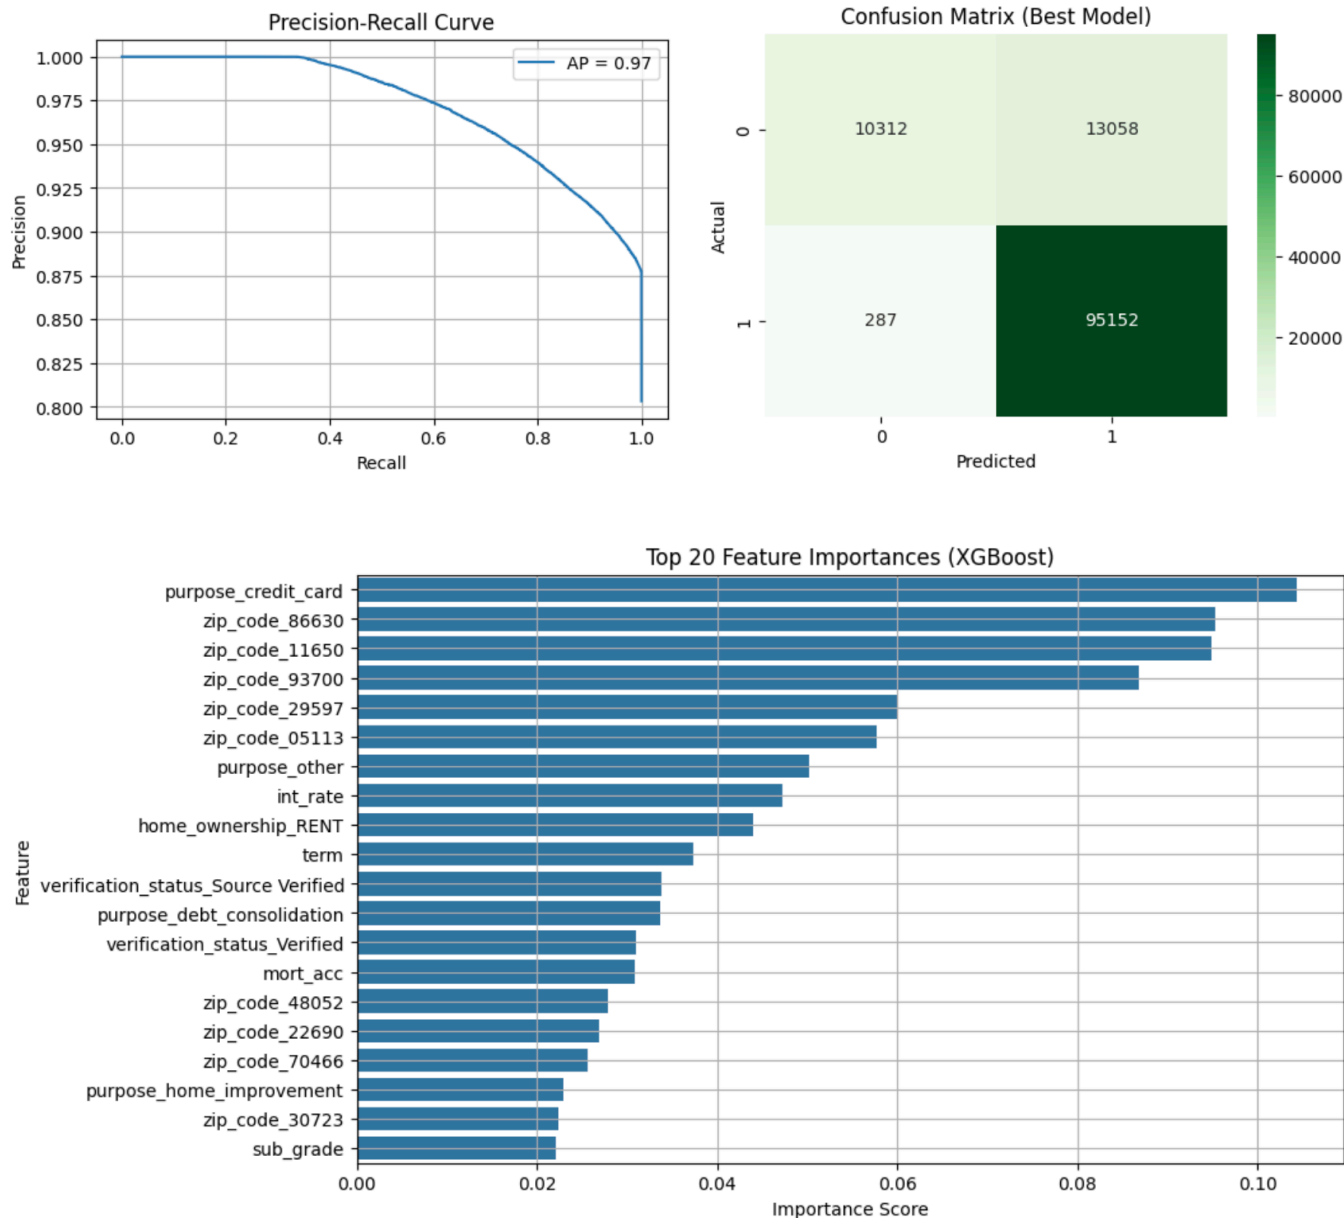 Precision-Recall Curve
AP = 0.97
1.000
0.975
0.950
0.925
0.900
0.875
0.850
0.825
0.800
Precision
0.0 0.2 0.4 0.6 0.8 1.0
Recall
Confusion Matrix (Best Model)
0 10312 13058
1 287 95152
Actual
0 1
Predicted
80000
60000
40000
20000
Top 20 Feature Importances (XGBoost)
purpose_credit_card
zip_code_86630
zip_code_11650
zip_code_93700
zip_code_29597
zip_code_05113
purpose_other
int_rate
home_ownership_RENT
term
verification_status_Source Verified
purpose_debt_consolidation
verification_status_Verified
mort_acc
zip_code_48052
zip_code_22690
zip_code_70466
purpose_home_improvement
zip_code_30723
sub_grade
Feature
0.00 0.02 0.04 0.06 0.08 0.10
Importance Score